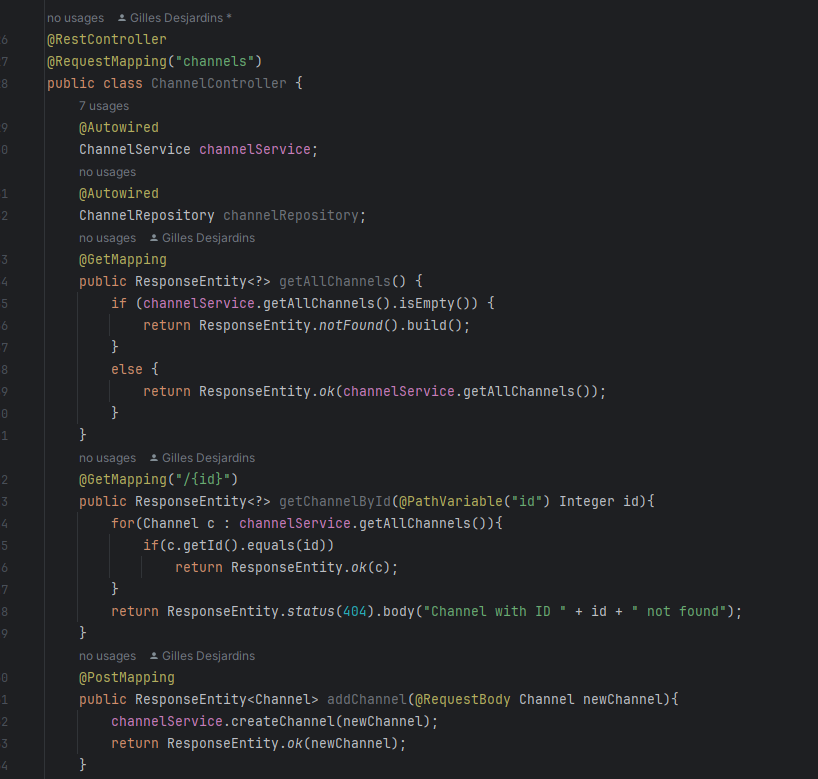 no usages   Gilles Desjardins *
6 @RestController
7 @RequestMapping("channels")
8 public class ChannelController {
7 usages
9 @Autowired
0 ChannelService channelService;
no usages
1 @Autowired
2 ChannelRepository channelRepository;
no usages   Gilles Desjardins
3 @GetMapping
4 public ResponseEntity<?> getAllChannels() {
5 if (channelService.getAllChannels().isEmpty()) {
6 return ResponseEntity.notFound().build();
7 }
8 else {
9 return ResponseEntity.ok(channelService.getAllChannels());
0 }
1 }
no usages   Gilles Desjardins
2 @GetMapping("/{id}")
3 public ResponseEntity<?> getChannelById(@PathVariable("id") Integer id){
4 for(Channel c : channelService.getAllChannels()){
5 if(c.getId().equals(id))
6 return ResponseEntity.ok(c);
7 }
8 return ResponseEntity.status(404).body("Channel with ID " + id + " not found");
9 }
no usages   Gilles Desjardins
0 @PostMapping
1 public ResponseEntity<Channel> addChannel(@RequestBody Channel newChannel){
2 channelService.createChannel(newChannel);
3 return ResponseEntity.ok(newChannel);
4 }